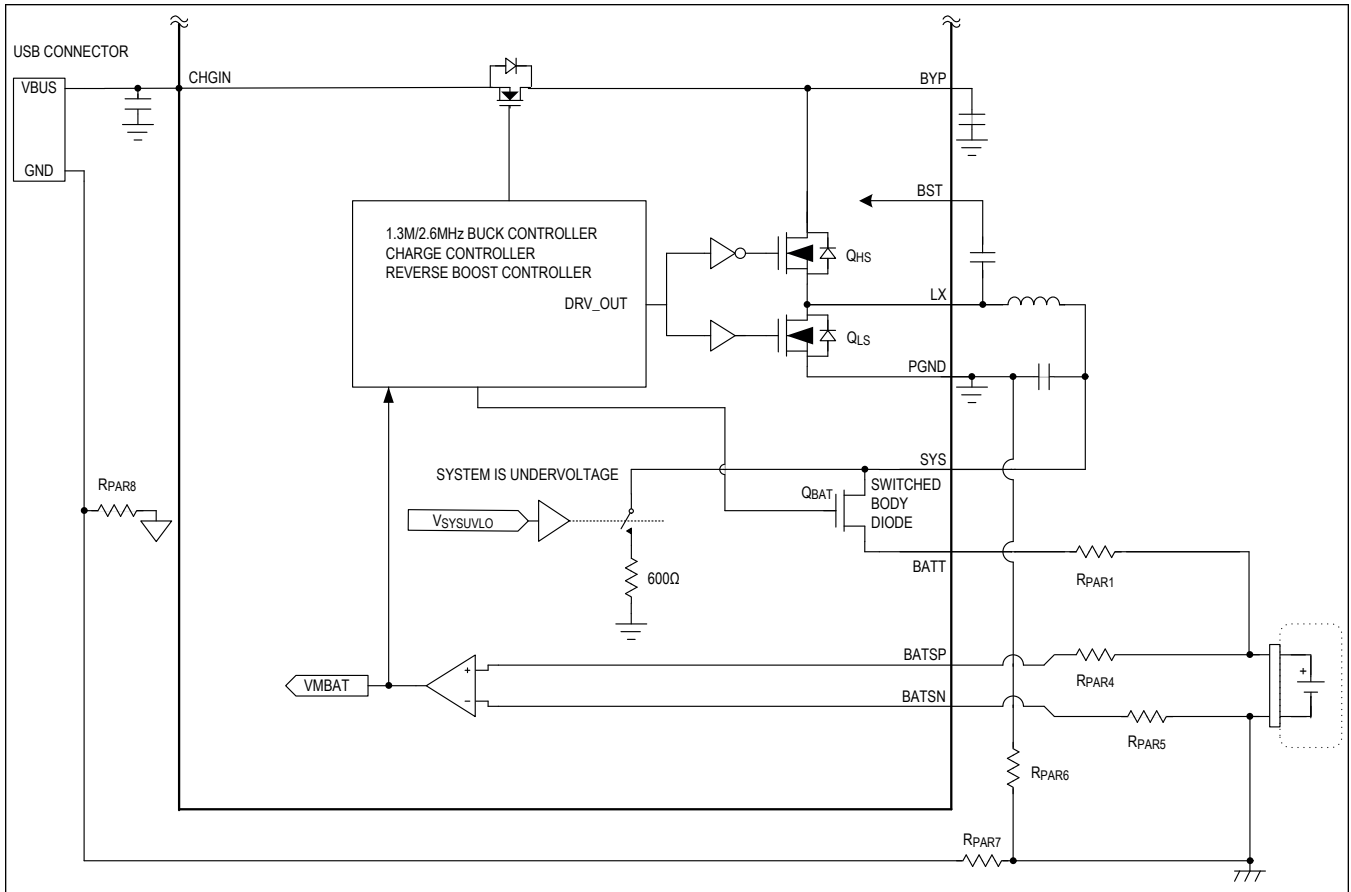 USB CONNECTOR
VBUS
GND
CHGIN
BYP
BST
1.3M/2.6MHz BUCK CONTROLLER
CHARGE CONTROLLER
REVERSE BOOST CONTROLLER
DRV_OUT
QHS
LX
QLS
PGND
SYS
SYSTEM IS UNDERVOLTAGE
QBAT
SWITCHED
BODY
DIODE
RPAR8
VSYSUVLO
600Ω
BATT
RPAR1
BATSP
RPAR4
+
VMBAT
+
−
BATSN
RPAR5
RPAR6
RPAR7